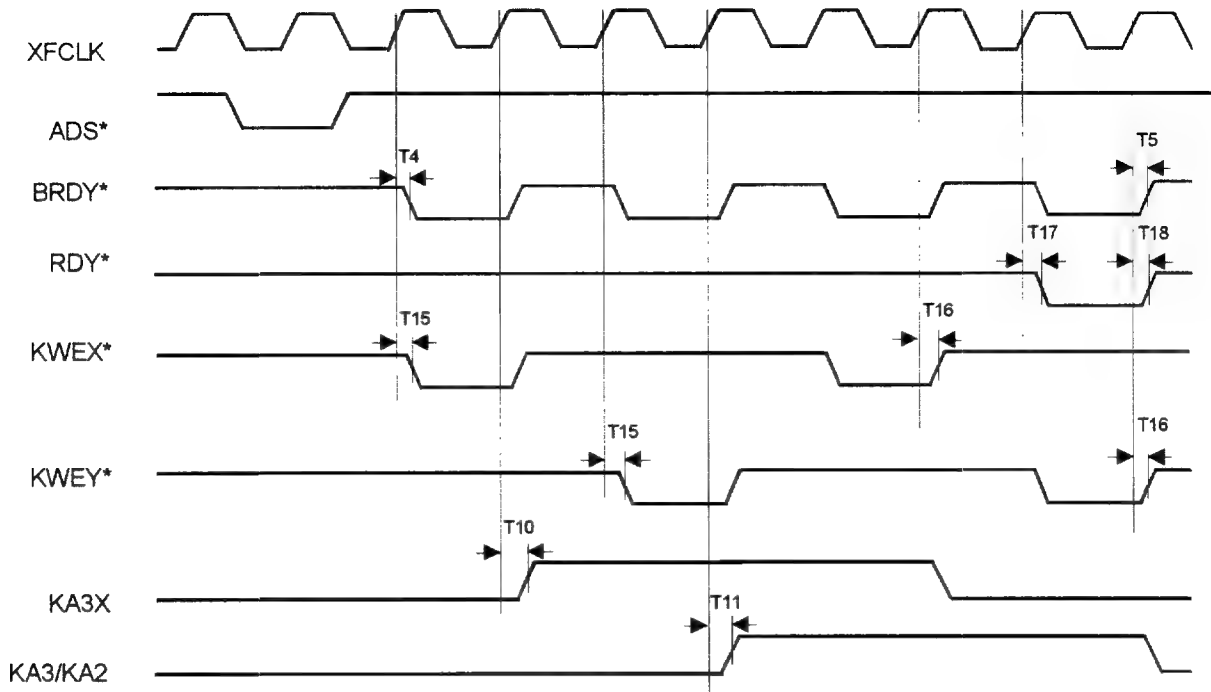 XFCLK
ADS*
T4
T5
BRDY*
T17
T18
RDY*
T15
T16
KWEX*
T15
T16
KWEY*
T10
KA3X
T11
KA3/KA2